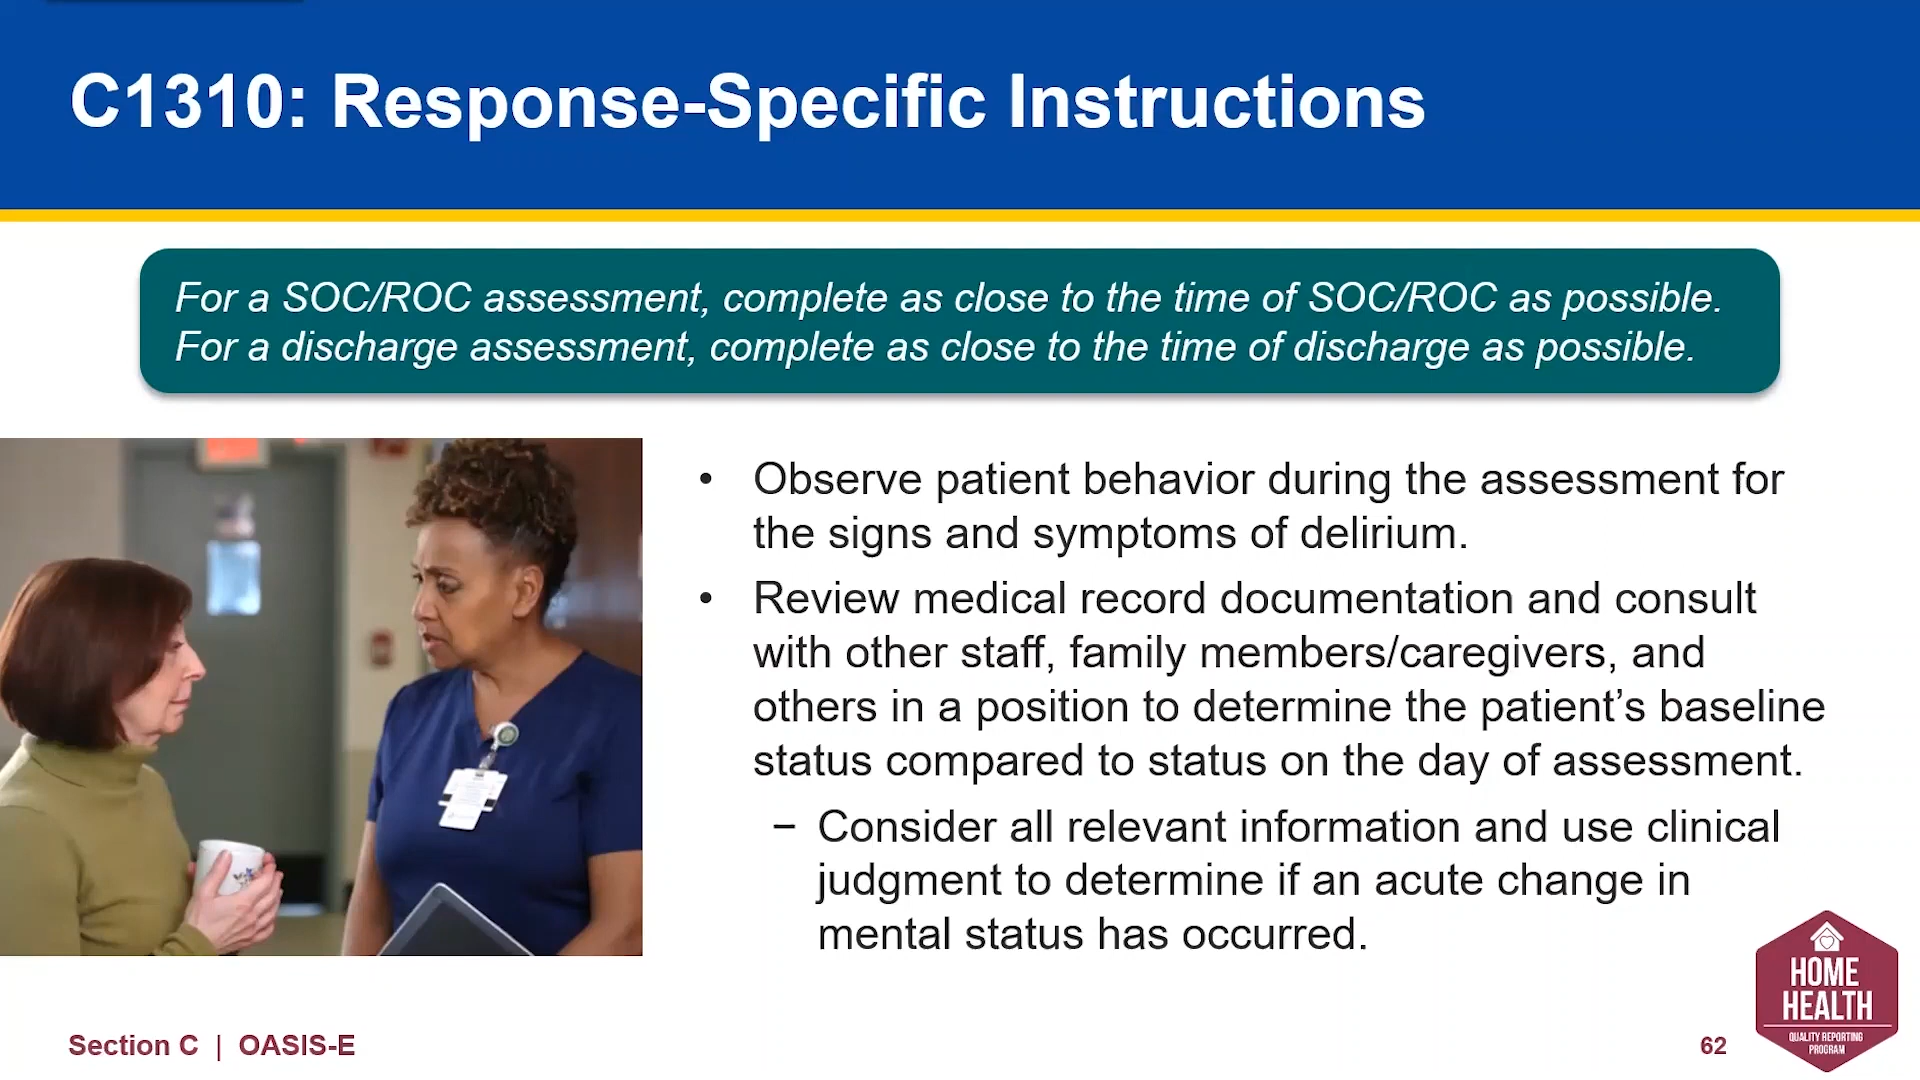 C1310: Response-Specific Instructions
For a SOC/ROC assessment, complete as close to the time of SOC/ROC as possible.
For a discharge assessment, complete as close to the time of discharge as possible.
• Observe patient behavior during the assessment for
the signs and symptoms of delirium.
• Review medical record documentation and consult
with other staff, family members/caregivers, and
others in a position to determine the patient’s baseline
status compared to status on the day of assessment.
− Consider all relevant information and use clinical
judgment to determine if an acute change in
mental status has occurred.
Section C | OASIS-E
62
HOME
HEALTH
QUALITY REPORTING
PROGRAM